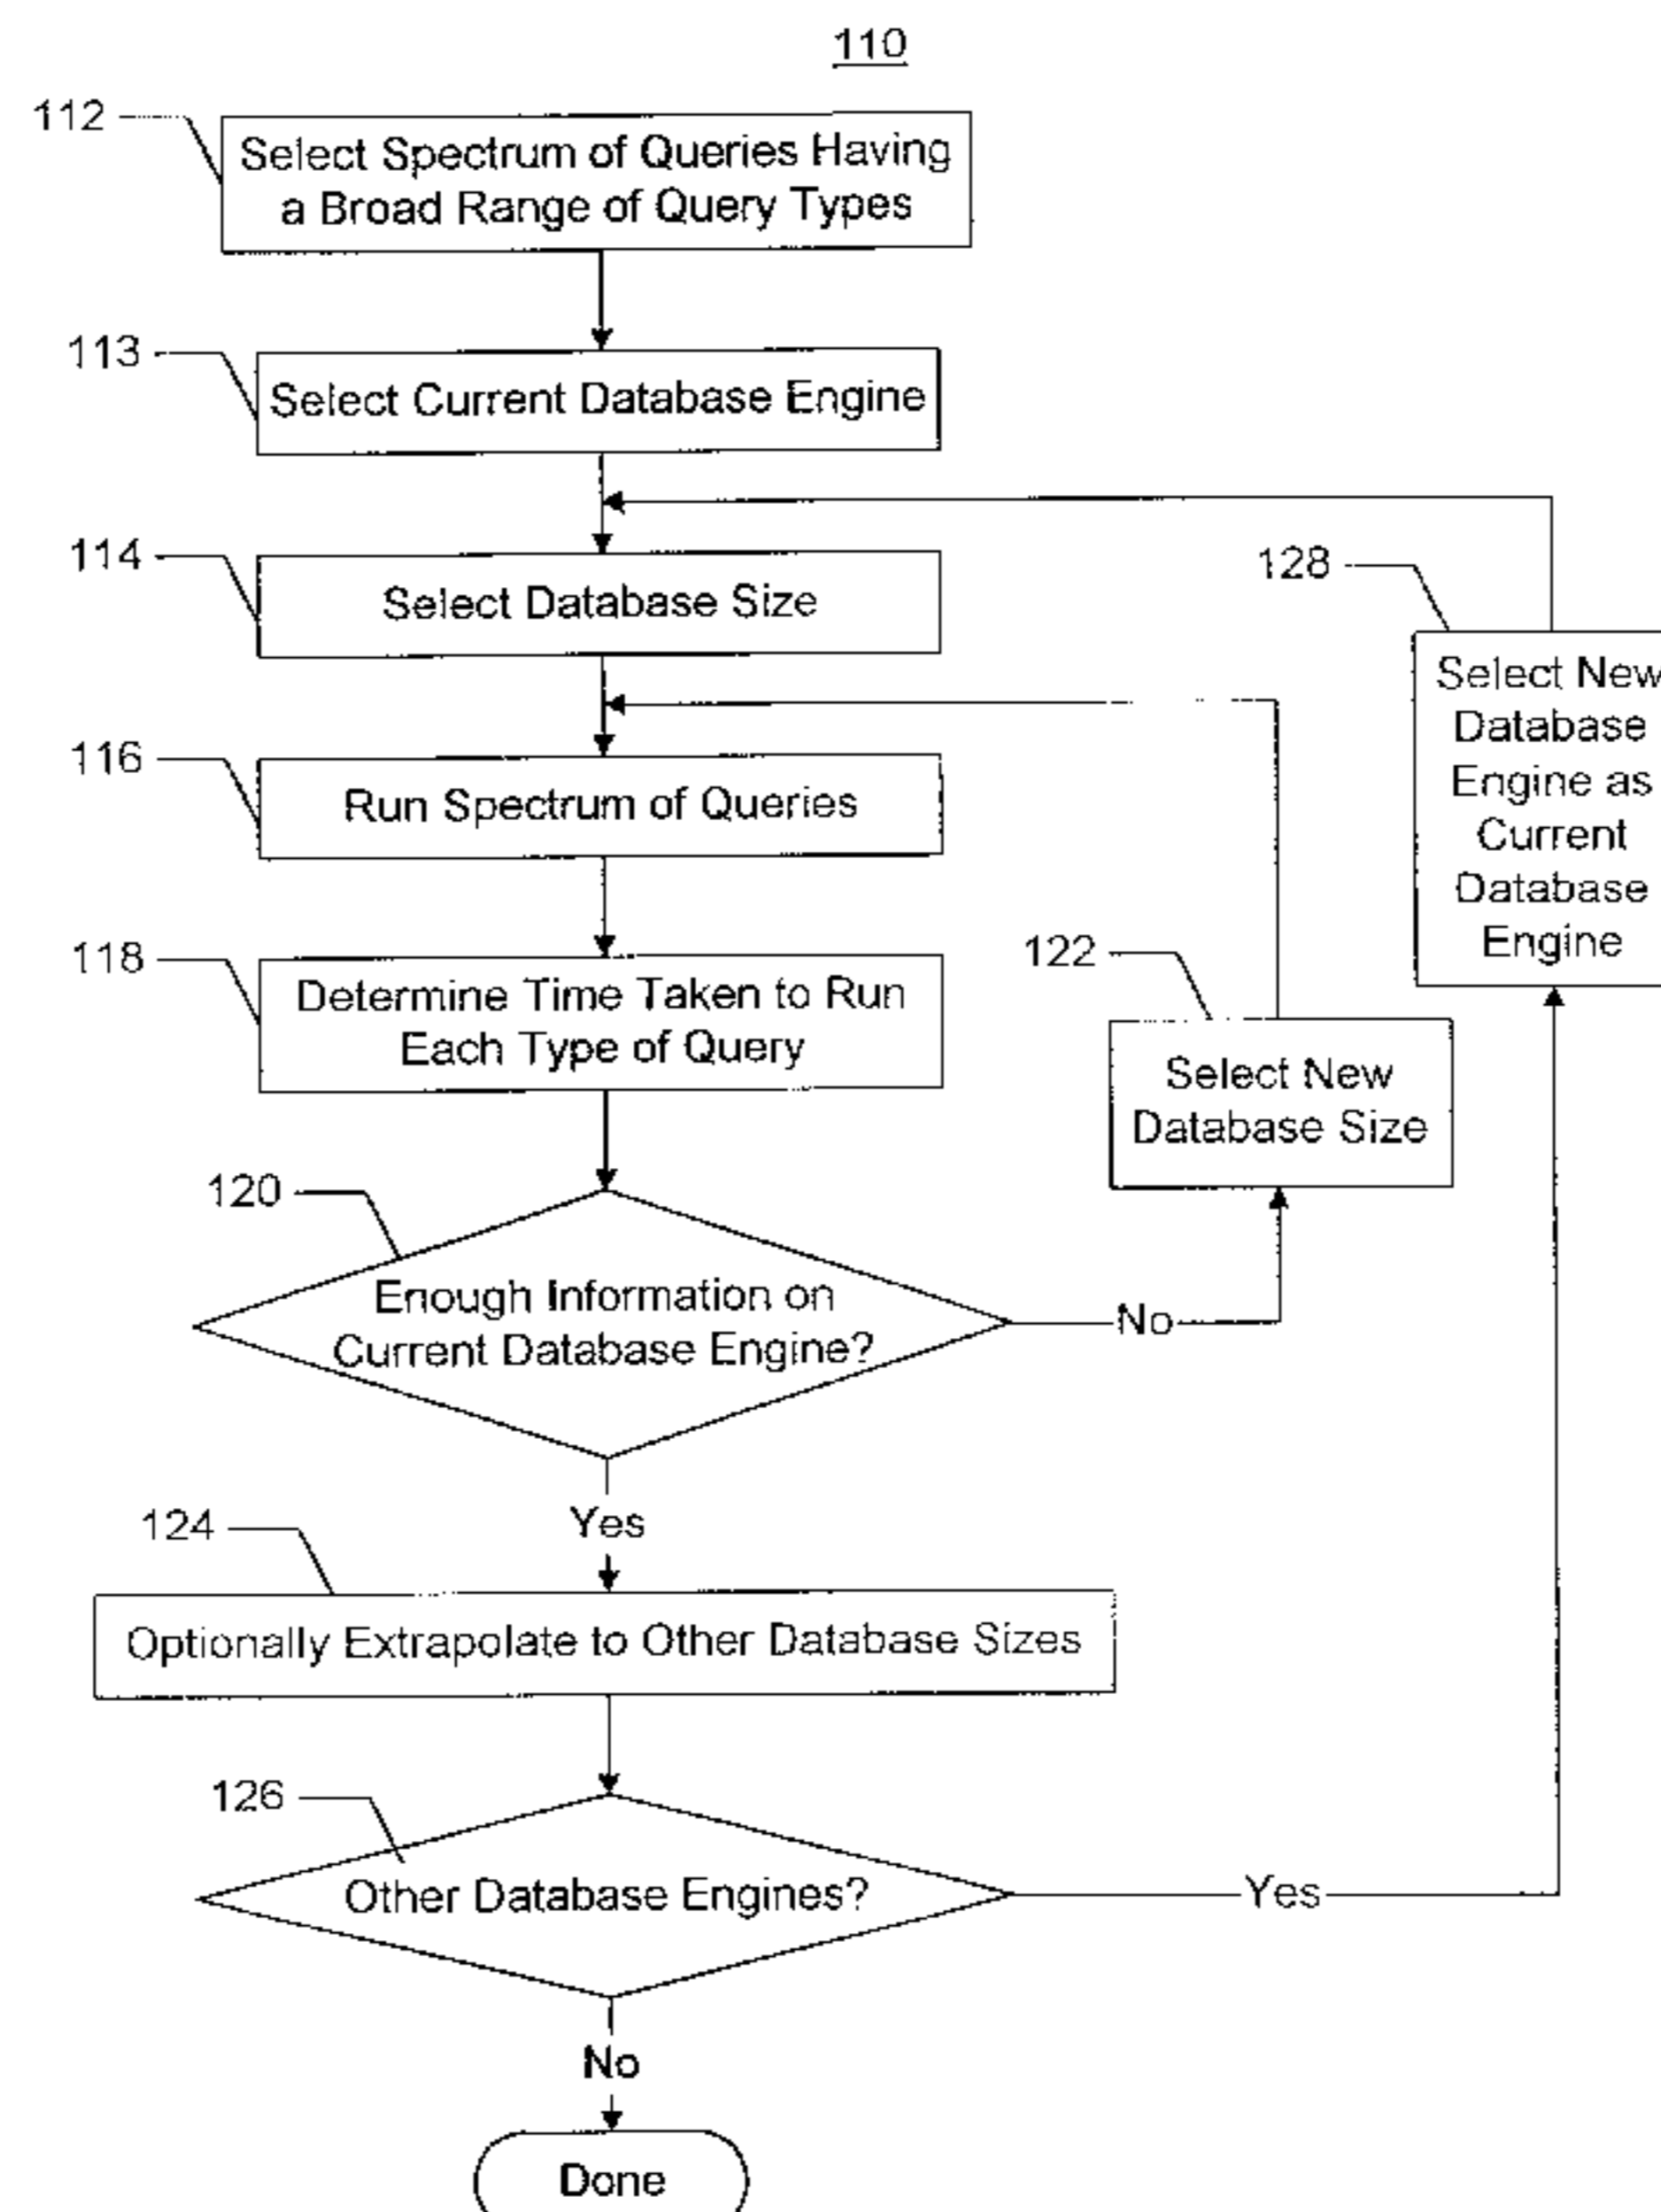 110
112
Select Spectrum of Queries Having
a Broad Range of Query Types
113
Select Current Database Engine
114
Select Database Size
128
Select New
Database
Engine as
Current
Database
Engine
116
Run Spectrum of Queries
118
Determine Time Taken to Run
Each Type of Query
122
Select New
Database Size
120
Enough Information on
Current Database Engine?
No
Yes
124
Optionally Extrapolate to Other Database Sizes
126
Other Database Engines?
Yes
No
Done